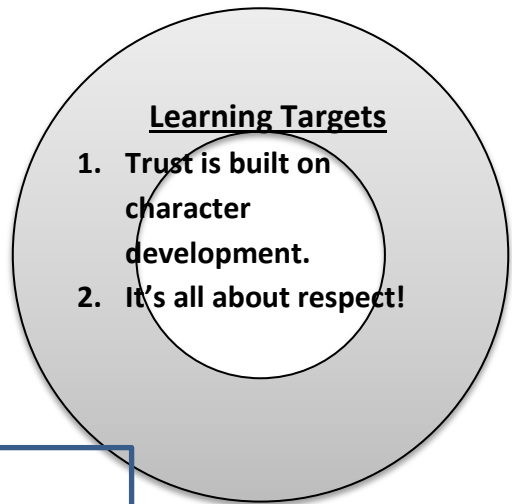 Learning Targets
1. Trust is built on
character
development.
2. It's all about respect!